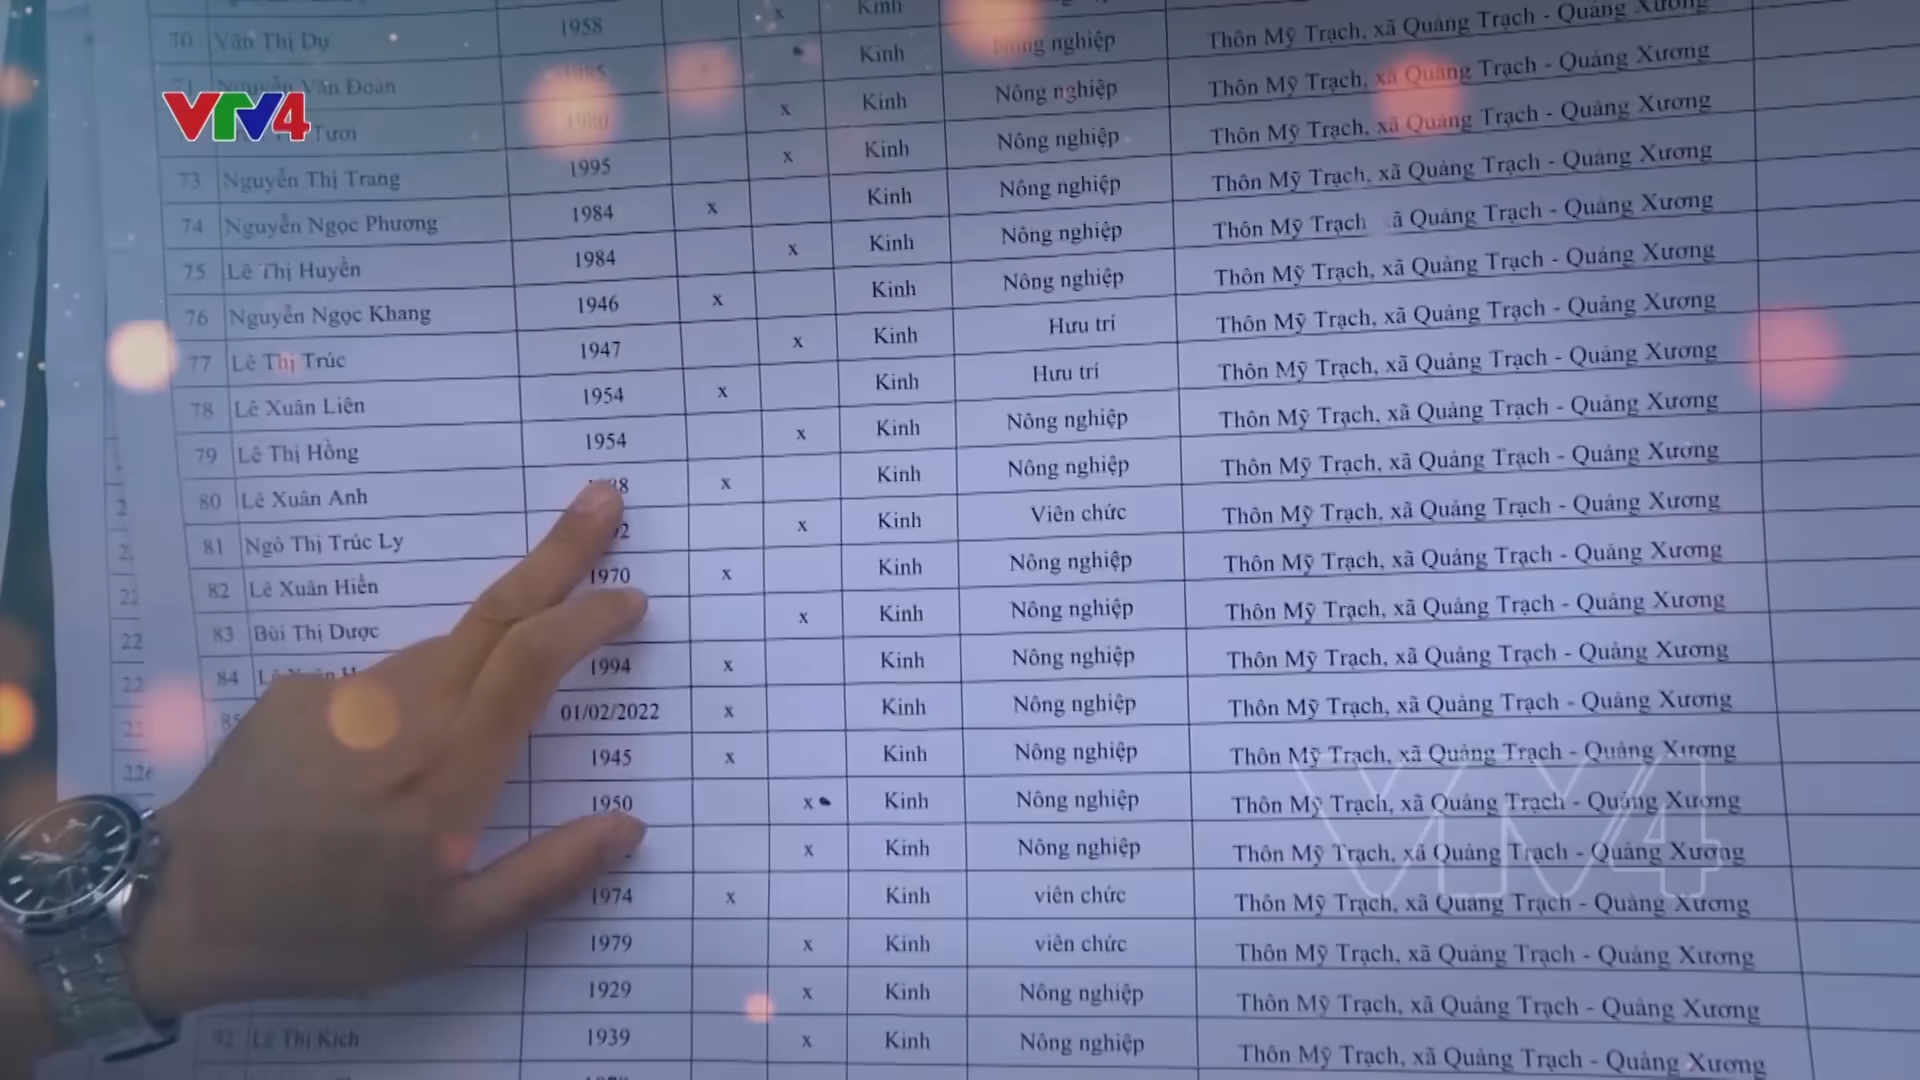 1958 x Kinh
70 Văn Thị Dự Kinh Nông nghiệp Thôn Mỹ Trạch, xã Quảng Trạch - Quảng Xương
71 Nguyễn Văn Đoàn 1985 x Kinh Nông nghiệp Thôn Mỹ Trạch, xã Quảng Trạch - Quảng Xương
VTV4
Tươi 1980 x Kinh Nông nghiệp Thôn Mỹ Trạch, xã Quảng Trạch - Quảng Xương
73 Nguyễn Thị Trang 1995 x Kinh Nông nghiệp Thôn Mỹ Trạch, xã Quảng Trạch - Quảng Xương
74 Nguyễn Ngọc Phương 1984 x Kinh Nông nghiệp Thôn Mỹ Trạch xã Quảng Trạch - Quảng Xương
75 Lê Thị Huyền 1984 x Kinh Nông nghiệp Thôn Mỹ Trạch, xã Quảng Trạch - Quảng Xương
76 Nguyễn Ngọc Khang 1946 x Kinh Hưu trí Thôn Mỹ Trạch, xã Quảng Trạch - Quảng Xương
77 Lê Thị Trúc 1947 x Kinh Hưu trí Thôn Mỹ Trạch, xã Quảng Trạch - Quảng Xương
78 Lê Xuân Liên 1954 x Kinh Nông nghiệp Thôn Mỹ Trạch, xã Quảng Trạch - Quảng Xương
79 Lê Thị Hồng 1954 x Kinh Nông nghiệp Thôn Mỹ Trạch, xã Quảng Trạch - Quảng Xương
80 Lê Xuân Anh x Kinh Viên chức Thôn Mỹ Trạch, xã Quảng Trạch - Quảng Xương
81 Ngô Thị Trúc Ly x Kinh Nông nghiệp Thôn Mỹ Trạch, xã Quảng Trạch - Quảng Xương
82 Lê Xuân Hiền 1970 x Kinh Nông nghiệp Thôn Mỹ Trạch, xã Quảng Trạch - Quảng Xương
83 Bùi Thị Dược x Kinh Nông nghiệp Thôn Mỹ Trạch, xã Quảng Trạch - Quảng Xương
84 1994 x Kinh Nông nghiệp Thôn Mỹ Trạch, xã Quảng Trạch - Quảng Xương
85 01/02/2022 x Kinh Nông nghiệp Thôn Mỹ Trạch, xã Quảng Trạch - Quảng Xương
1945 x Kinh Nông nghiệp Thôn Mỹ Trạch, xã Quảng Trạch - Quảng Xương
1950 x Kinh Nông nghiệp Thôn Mỹ Trạch, xã Quảng Trạch - Quảng Xương
x Kinh Nông nghiệp Thôn Mỹ Trạch, xã Quảng Trạch - Quảng Xương
1974 x Kinh viên chức Thôn Mỹ Trạch, xã Quảng Trạch - Quảng Xương
1979 x Kinh viên chức Thôn Mỹ Trạch, xã Quảng Trạch - Quảng Xương
1929 x Kinh Nông nghiệp Thôn Mỹ Trạch, xã Quảng Trạch - Quảng Xương
92 Lê Thị Kích 1939 x Kinh Nông nghiệp Thôn Mỹ Trạch, xã Quảng Trạch - Quảng Xương
VTV4